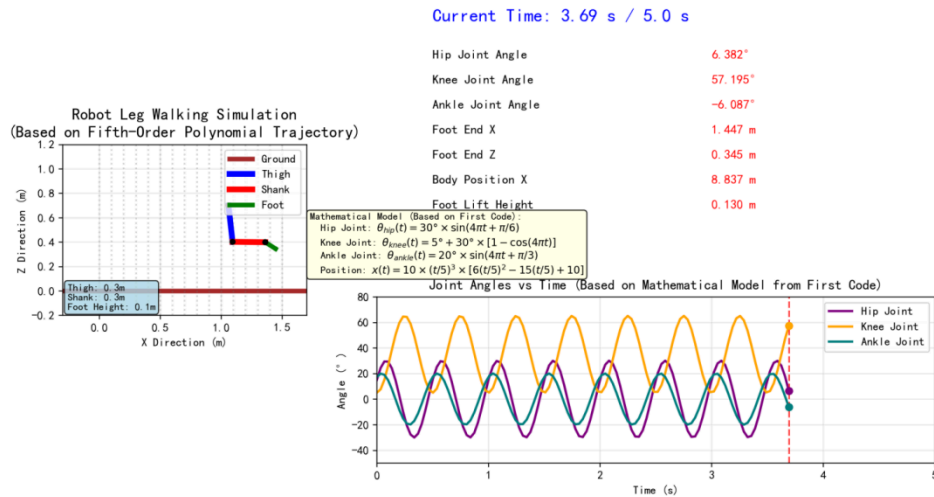 Current Time: 3.69 s / 5.0 s
Hip Joint Angle 6.382°
Knee Joint Angle 57.195°
Ankle Joint Angle -6.087°
Foot End X 1.447 m
Foot End Z 0.345 m
Body Position X 8.837 m
Foot Lift Height 0.130 m
Robot Leg Walking Simulation
(Based on Fifth-Order Polynomial Trajectory)
1.2
1.0
0.8
0.6
0.4
0.2
0.0
-0.2
Z Direction (m)
Ground
Thigh
Shank
Foot
Thigh: 0.3m
Shank: 0.3m
Foot Height: 0.1m
0.0 0.5 1.0 1.5
X Direction (m)
Mathematical Model (Based on First Code):
Hip Joint: θ_hip(t) = 30° × sin(4πt + π/6)
Knee Joint: θ_knee(t) = 5° + 30° × [1 − cos(4πt)]
Ankle Joint: θ_ankle(t) = 20° × sin(4πt + π/3)
Position: x(t) = 10 × (t/5)³ × [6(t/5)² − 15(t/5) + 10]
Joint Angles vs Time (Based on Mathematical Model from First Code)
80
60
40
20
0
-20
-40
Angle (°)
Hip Joint
Knee Joint
Ankle Joint
0 1 2 3 4 5
Time (s)